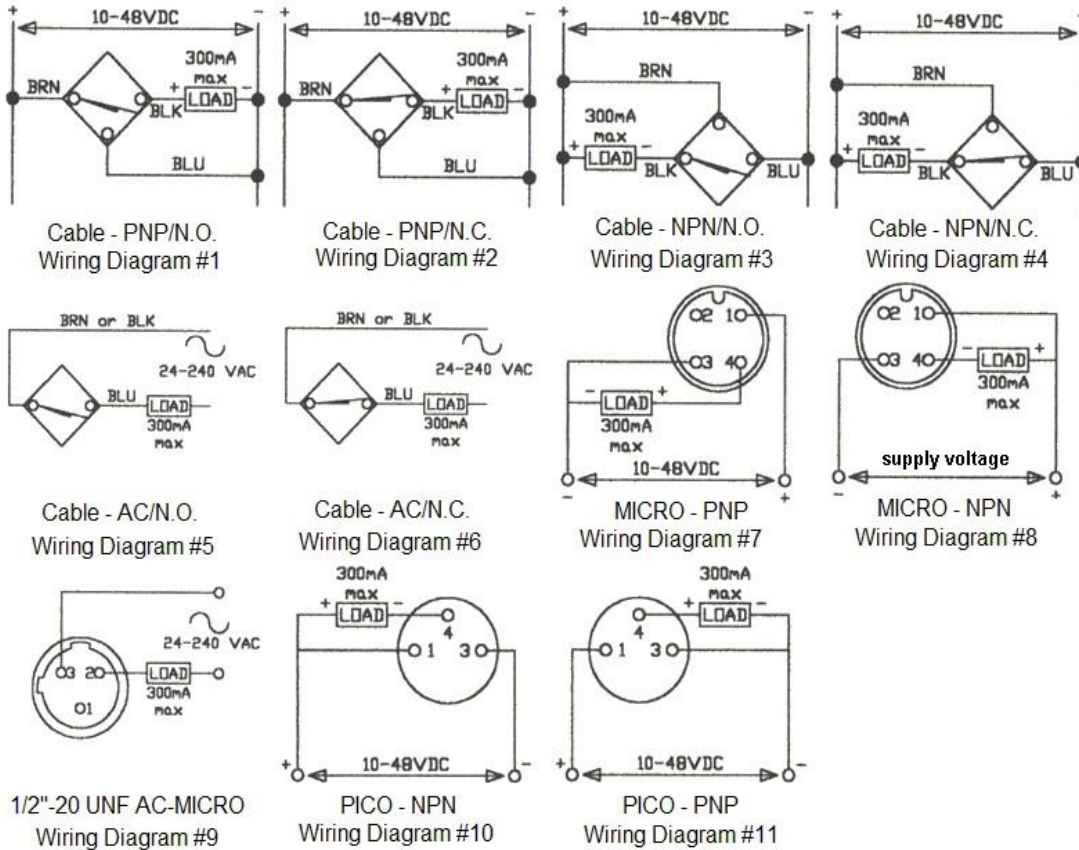 + 10-48VDC -
300mA
max
BRN + LOAD -
BLK
BLU
Cable - PNP/N.O.
Wiring Diagram #1
+ 10-48VDC -
300mA
max
BRN + LOAD -
BLK
BLU
Cable - PNP/N.C.
Wiring Diagram #2
+ 10-48VDC -
BRN
300mA
max
+ LOAD -
BLK BLU
Cable - NPN/N.O.
Wiring Diagram #3
+ 10-48VDC -
BRN
300mA
max
+ LOAD -
BLK BLU
Cable - NPN/N.C.
Wiring Diagram #4
BRN or BLK
24-240 VAC
BLU
LOAD
300mA
max
Cable - AC/N.O.
Wiring Diagram #5
BRN or BLK
24-240 VAC
BLU
LOAD
300mA
max
Cable - AC/N.C.
Wiring Diagram #6
2 1
3 4
- LOAD +
300mA
max
10-48VDC
- +
MICRO - PNP
Wiring Diagram #7
2 1
3 4 - LOAD +
300mA
max
supply voltage
- +
MICRO - NPN
Wiring Diagram #8
24-240 VAC
3 2 LOAD
300mA
max
1
1/2"-20 UNF AC-MICRO
Wiring Diagram #9
300mA
max
+ LOAD -
4
1 3
+ 10-48VDC -
PICO - NPN
Wiring Diagram #10
300mA
max
+ LOAD -
4
1 3
+ 10-48VDC -
PICO - PNP
Wiring Diagram #11